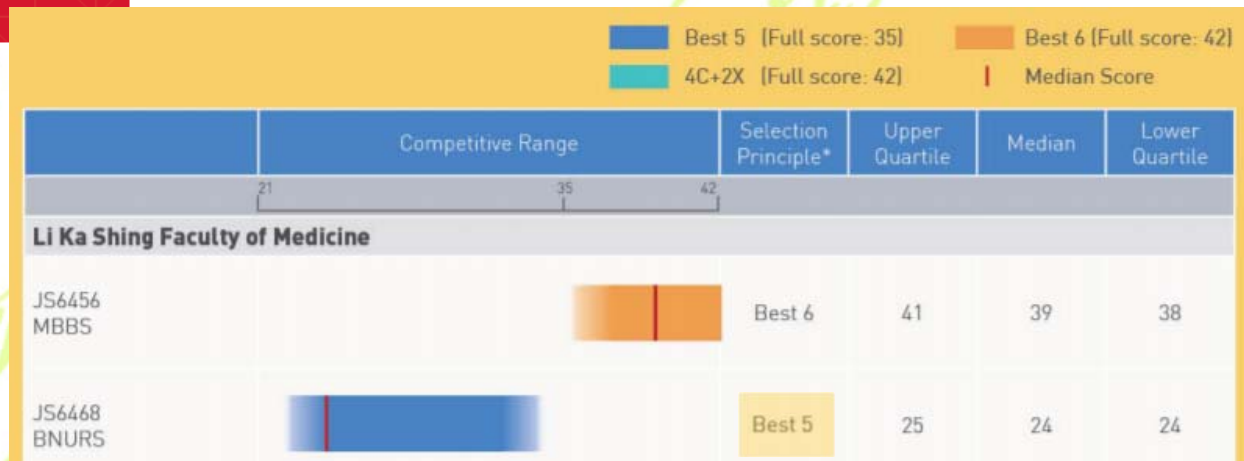 Best 5 (Full score: 35) Best 6 (Full score: 42)
4C+2X (Full score: 42) Median Score
Competitive Range Selection Principle* Upper Quartile Median Lower Quartile
21 35 42
Li Ka Shing Faculty of Medicine
JS6456
MBBS
Best 6 41 39 38
JS6468
BNURS
Best 5 25 24 24